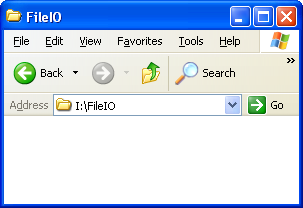 FileIO
File Edit View Favorites Tools Help
Back Search »
Address I:\FileIO Go